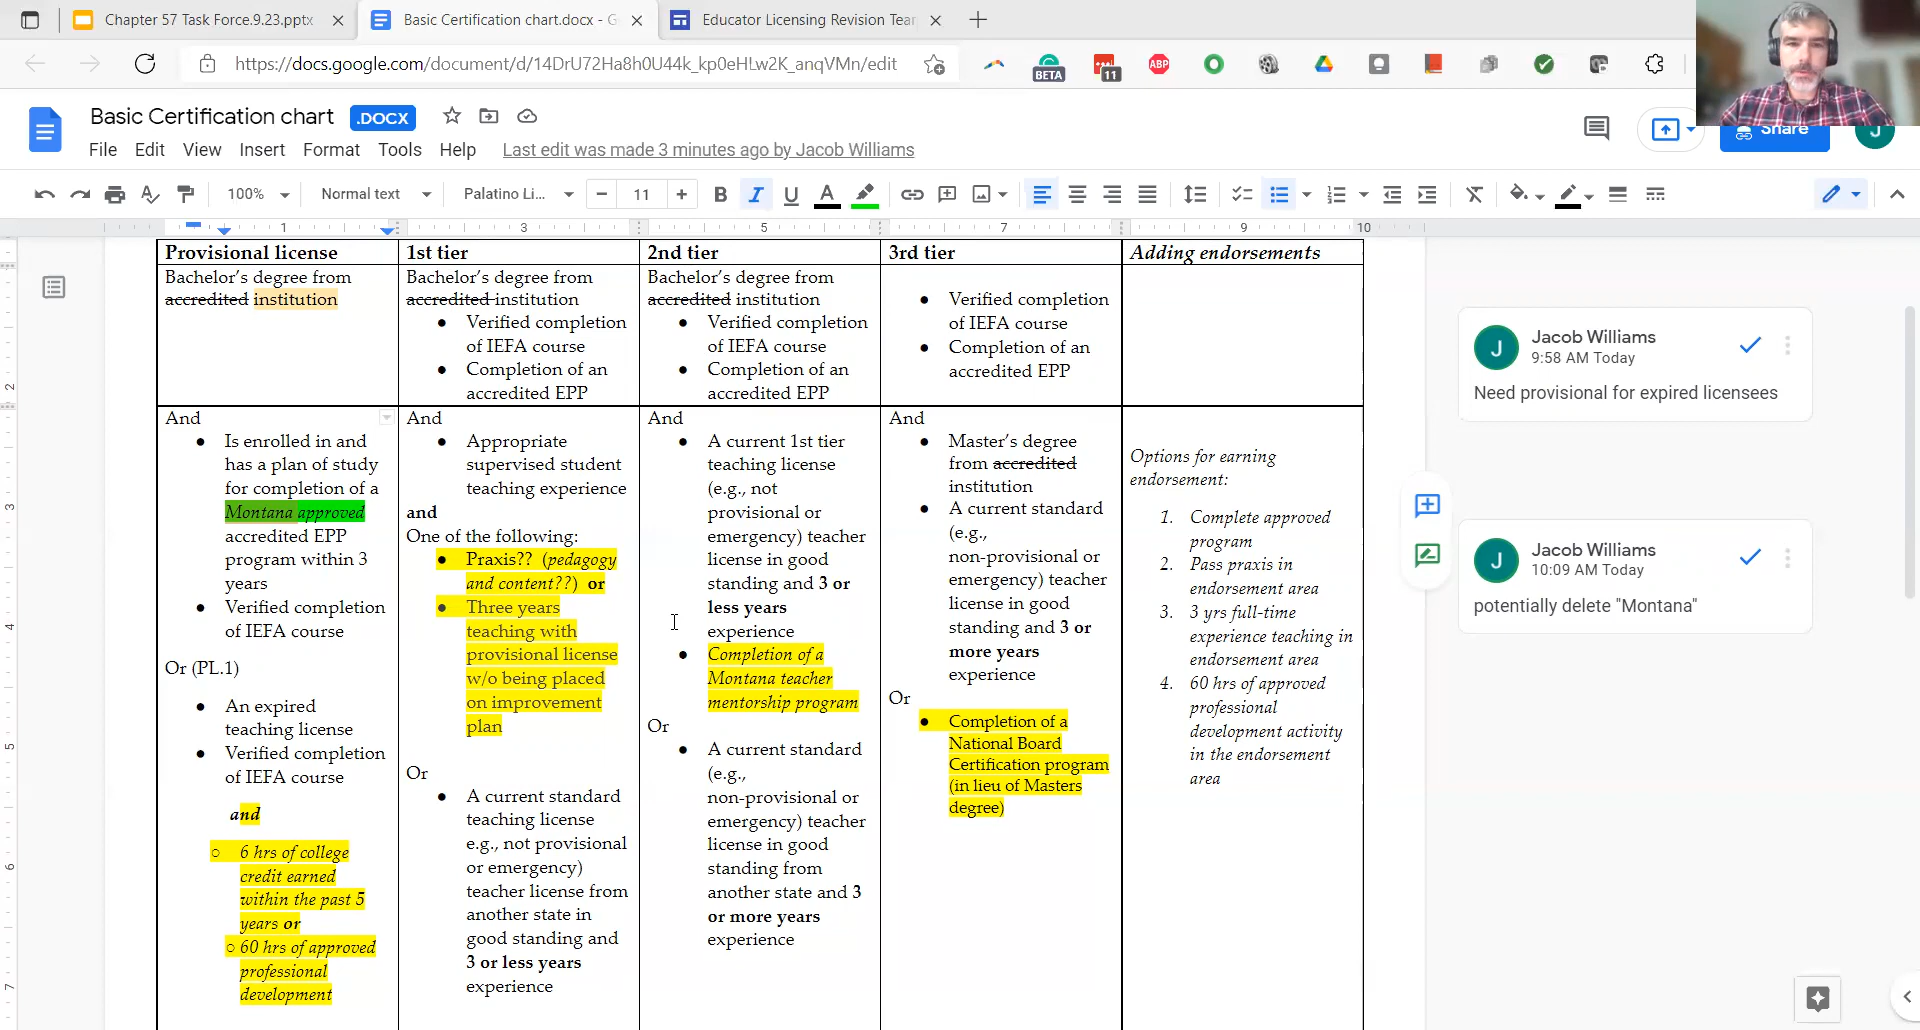 Chapter 57 Task Force.9.23.pptx
Basic Certification chart.docx - G
Educator Licensing Revision Tear
https://docs.google.com/document/d/14DrU72Ha8h0U44k_kp0eHLw2K_anqVMn/edit
BETA
11
ABP
Basic Certification chart
.DOCX
Share
J
File Edit View Insert Format Tools Help
Last edit was made 3 minutes ago by Jacob Williams
100%
Normal text
Palatino Li...
11
B I U A
1 3 5 7 9 10
2
3
4
5
6
7
Provisional license
Bachelor's degree from
accredited institution
And
● Is enrolled in and
has a plan of study
for completion of a
Montana approved
accredited EPP
program within 3
years
● Verified completion
of IEFA course
Or (PL.1)
● An expired
teaching license
● Verified completion
of IEFA course
and
○ 6 hrs of college
credit earned
within the past 5
years or
○ 60 hrs of approved
professional
development
1st tier
Bachelor's degree from
accredited institution
● Verified completion
of IEFA course
● Completion of an
accredited EPP
And
● Appropriate
supervised student
teaching experience
and
One of the following:
● Praxis?? (pedagogy
and content??) or
● Three years
teaching with
provisional license
w/o being placed
on improvement
plan
Or
● A current standard
teaching license
e.g., not provisional
or emergency)
teacher license from
another state in
good standing and
3 or less years
experience
2nd tier
Bachelor's degree from
accredited institution
● Verified completion
of IEFA course
● Completion of an
accredited EPP
And
● A current 1st tier
teaching license
(e.g., not
provisional or
emergency) teacher
license in good
standing and 3 or
less years
experience
● Completion of a
Montana teacher
mentorship program
Or
● A current standard
(e.g.,
non-provisional or
emergency) teacher
license in good
standing from
another state and 3
or more years
experience
3rd tier
● Verified completion
of IEFA course
● Completion of an
accredited EPP
And
● Master's degree
from accredited
institution
● A current standard
(e.g.,
non-provisional or
emergency) teacher
license in good
standing and 3 or
more years
experience
Or
● Completion of a
National Board
Certification program
(in lieu of Masters
degree)
Adding endorsements
Options for earning
endorsement:
1. Complete approved
program
2. Pass praxis in
endorsement area
3. 3 yrs full-time
experience teaching in
endorsement area
4. 60 hrs of approved
professional
development activity
in the endorsement
area
J
Jacob Williams
9:58 AM Today
Need provisional for expired licensees
J
Jacob Williams
10:09 AM Today
potentially delete "Montana"